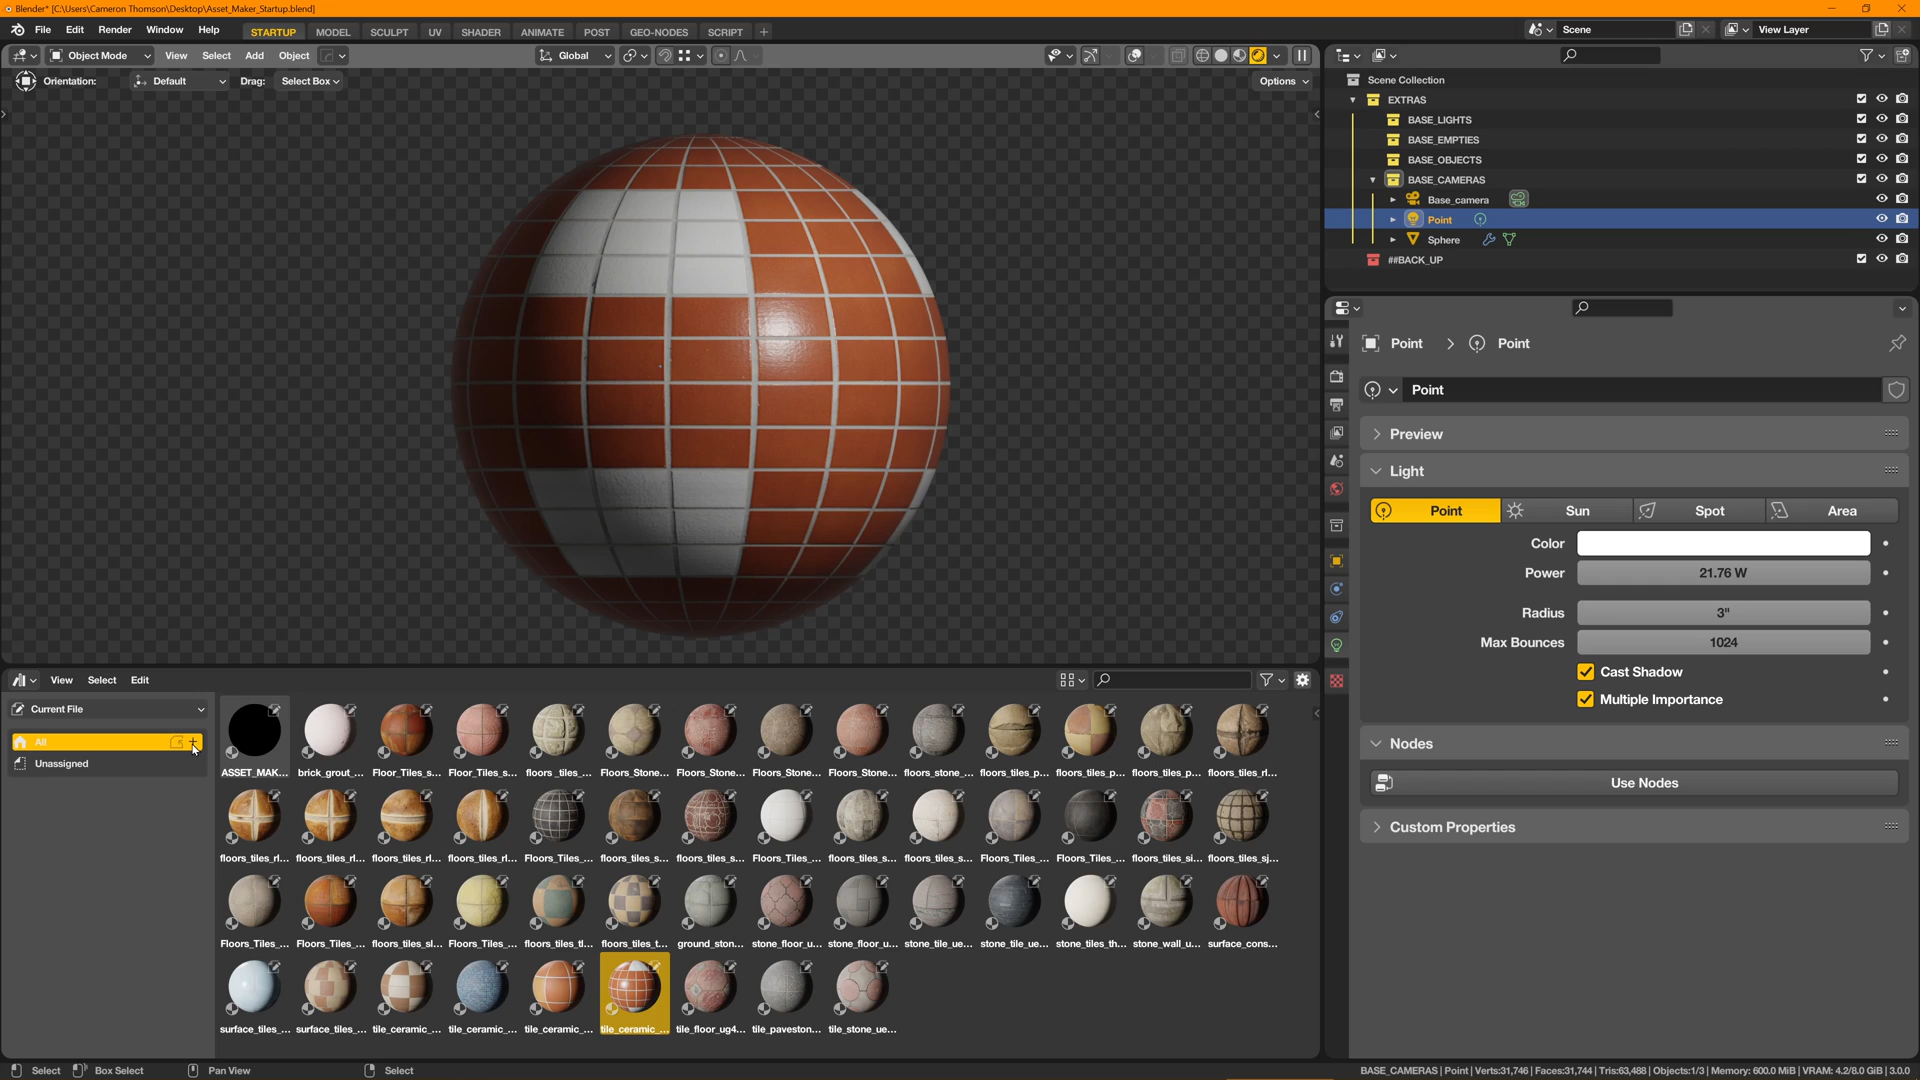 Blender* [C:\Users\Cameron Thomson\Desktop\Asset_Maker_Startup.blend]
File Edit Render Window Help STARTUP MODEL SCULPT UV SHADER ANIMATE POST GEO-NODES SCRIPT + Scene View Layer
Object Mode View Select Add Object Global
Orientation: Default Drag: Select Box Options
Scene Collection
EXTRAS
BASE_LIGHTS
BASE_EMPTIES
BASE_OBJECTS
BASE_CAMERAS
Base_camera
Point
Sphere
##BACK_UP
Point > Point
Point
Preview
Light
Point Sun Spot Area
Color
Power 21.76 W
Radius 3"
Max Bounces 1024
Cast Shadow
Multiple Importance
Nodes
Use Nodes
Custom Properties
View Select Edit
Current File
All
Unassigned
ASSET_MAK... brick_grout_... Floor_Tiles_s... Floor_Tiles_s... floors _tiles_... Floors_Stone... Floors_Stone... Floors_Stone... Floors_Stone... floors_stone_... floors_tiles_p... floors_tiles_p... floors_tiles_p... floors_tiles_rl...
floors_tiles_rl... floors_tiles_rl... floors_tiles_rl... floors_tiles_rl... Floors_Tiles_... floors_tiles_s... floors_tiles_s... Floors_Tiles_... floors_tiles_s... floors_tiles_s... Floors_Tiles_... Floors_Tiles_... floors_tiles_si... floors_tiles_sj...
Floors_Tiles_... Floors_Tiles_... floors_tiles_sl... Floors_Tiles_... floors_tiles_tl... floors_tiles_t... ground_ston... stone_floor_u... stone_floor_u... stone_tile_ue... stone_tile_ue... stone_tiles_th... stone_wall_u... surface_cons...
surface_tiles_... surface_tiles_... tile_ceramic_... tile_ceramic_... tile_ceramic_... tile_ceramic_... tile_floor_ug4... tile_paveston... tile_stone_ue...
Select Box Select Pan View Select BASE_CAMERAS | Point | Verts:31,746 | Faces:31,744 | Tris:63,488 | Objects:1/3 | Memory: 600.0 MiB | VRAM: 4.2/8.0 GiB | 3.0.0